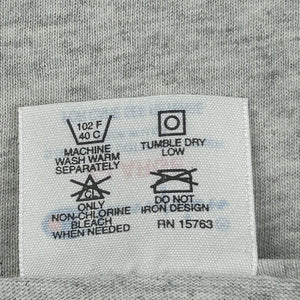 102 F
40 C
MACHINE
WASH WARM
SEPARATELY
TUMBLE DRY
LOW
CL
ONLY
NON-CHLORINE
BLEACH
WHEN NEEDED
DO NOT
IRON DESIGN
RN 15763